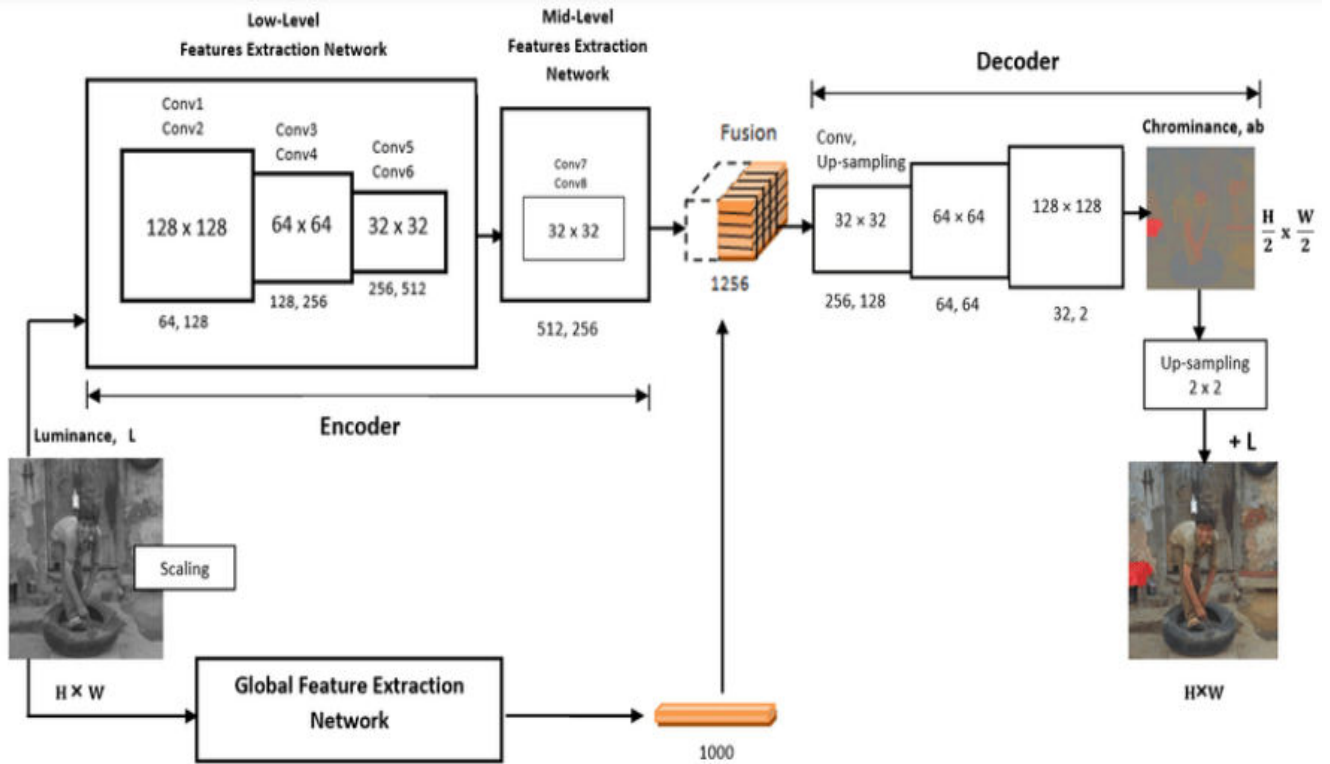 Low-Level
Features Extraction Network
Mid-Level
Features Extraction
Network
Conv1
Conv2
Conv3
Conv4
Conv5
Conv6
128 x 128
64 x 64
32 x 32
64, 128
128, 256
256, 512
Conv7
Conv8
32 x 32
512, 256
Encoder
Fusion
1256
Decoder
Conv,
Up-sampling
32 × 32
64 × 64
128 × 128
256, 128
64, 64
32, 2
Chrominance, ab
H/2 x W/2
Up-sampling
2 x 2
+ L
H×W
Luminance, L
Scaling
H × W
Global Feature Extraction
Network
1000